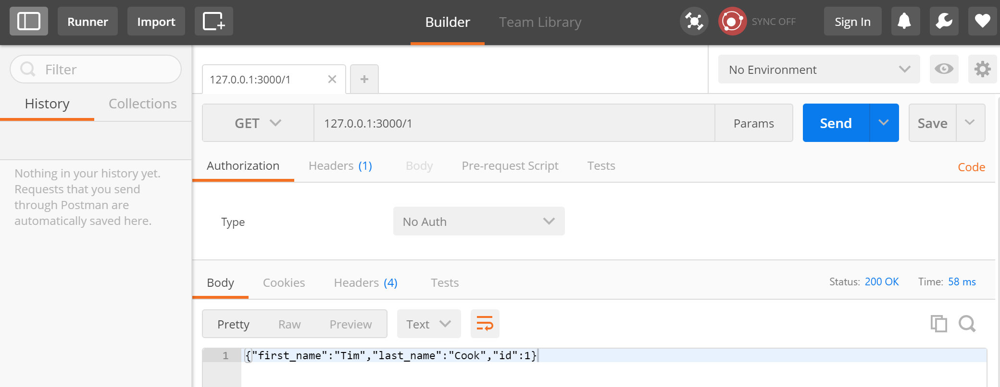 Runner Import Builder Team Library SYNC OFF Sign In
Filter
History Collections
Nothing in your history yet.
Requests that you send
through Postman are
automatically saved here.
127.0.0.1:3000/1 No Environment
GET 127.0.0.1:3000/1 Params Send Save
Authorization Headers (1) Body Pre-request Script Tests Code
Type No Auth
Body Cookies Headers (4) Tests Status: 200 OK Time: 58 ms
Pretty Raw Preview Text
1 {"first_name":"Tim","last_name":"Cook","id":1}